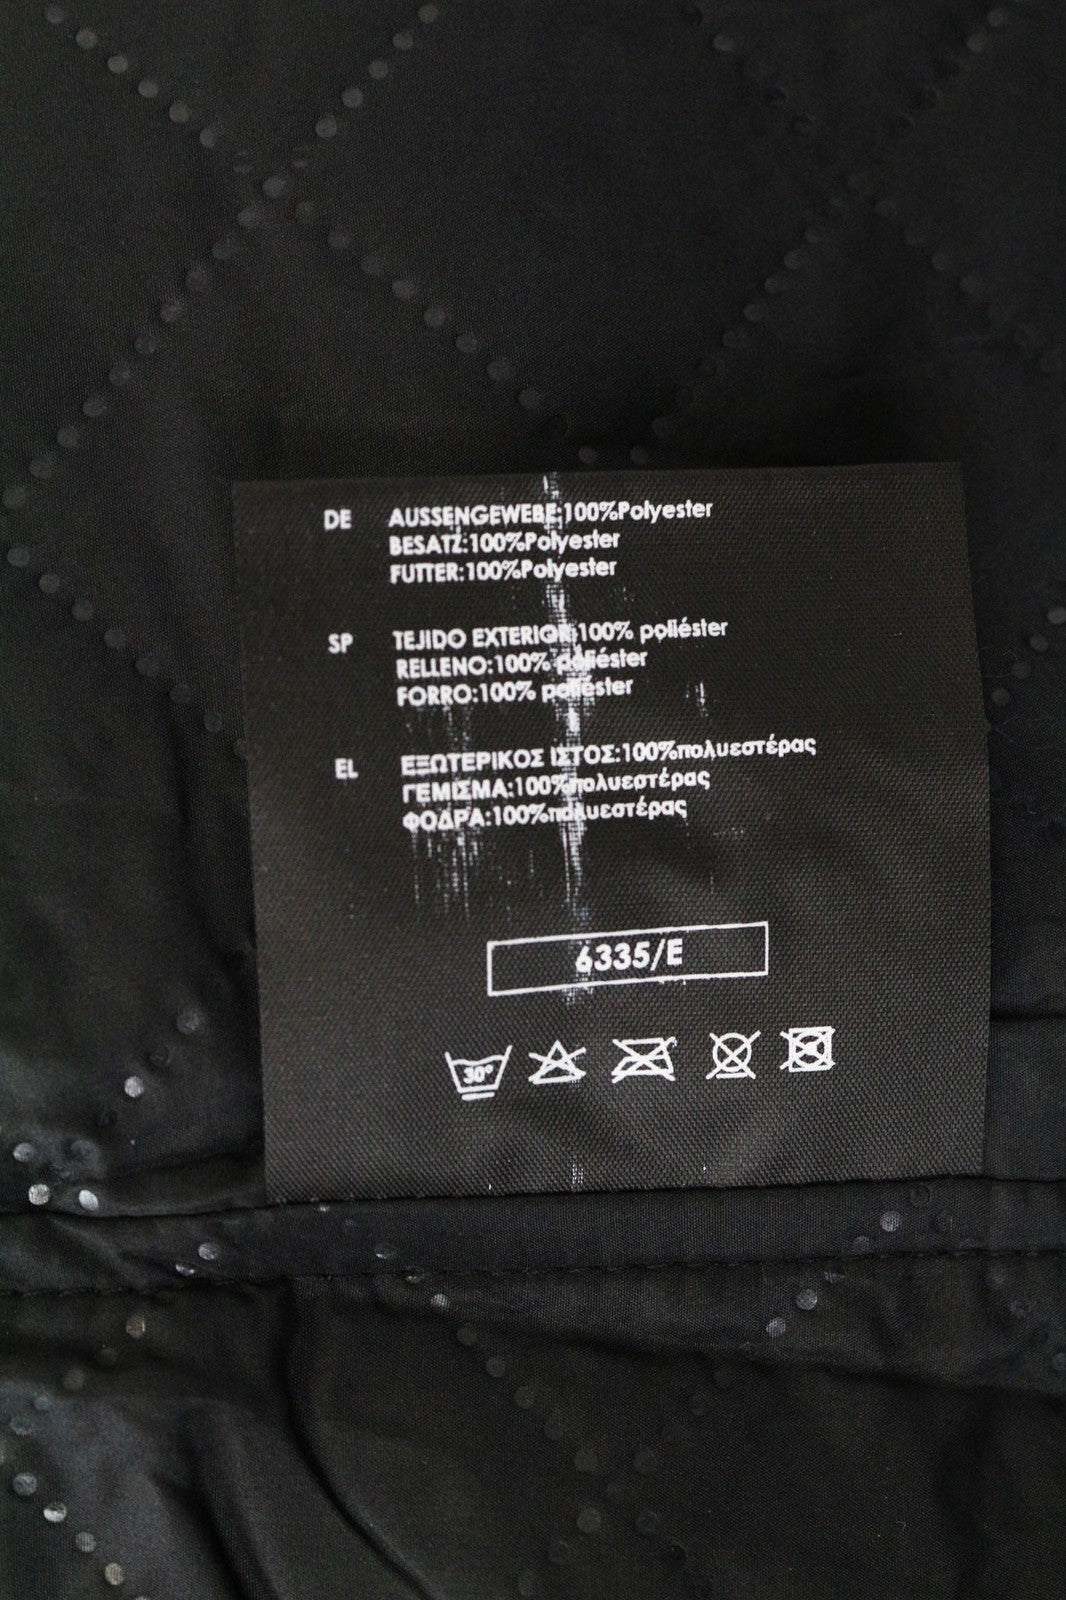 DE AUSSENGEWEBE:100%Polyester
BESATZ:100%Polyester
FUTTER:100%Polyester
SP TEJIDO EXTERIOR:100% poliéster
RELLENO:100% poliéster
FORRO:100% poliéster
EL ΕΞΩΤΕΡΙΚΟΣ ΙΣΤΟΣ:100%πολυεστέρας
ΓΕΜΙΣΜΑ:100%πολυεστέρας
ΦΟΔΡΑ:100%πολυεστέρας
6335/E
30°